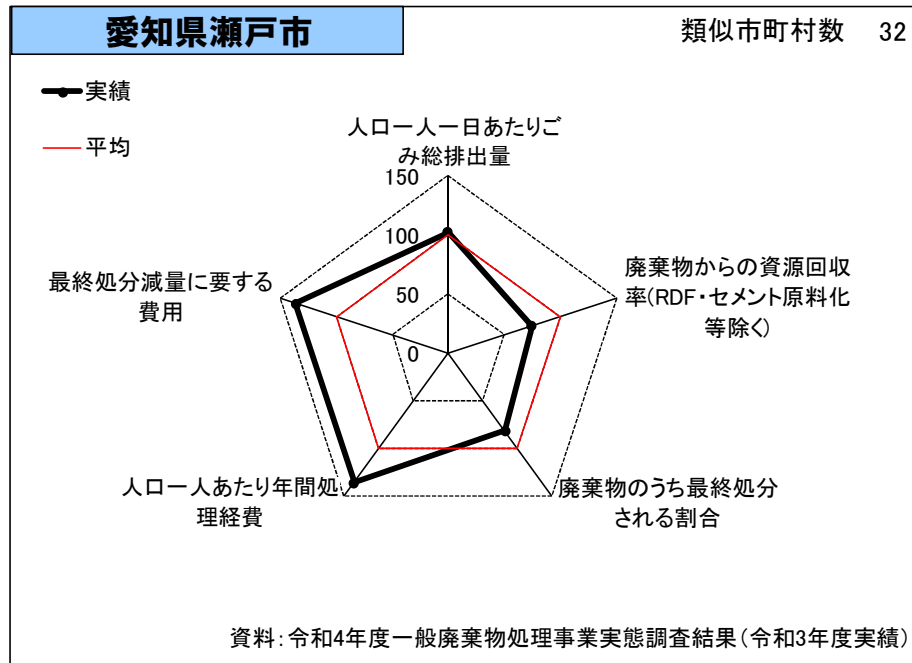 愛知県瀬戸市
類似市町村数 32
実績
平均
人口一人一日あたりご
み総排出量
150
100
50
0
廃棄物からの資源回収
率(RDF・セメント原料化
等除く)
最終処分減量に要する
費用
人口一人あたり年間処
理経費
廃棄物のうち最終処分
される割合
資料:令和4年度一般廃棄物処理事業実態調査結果(令和3年度実績)